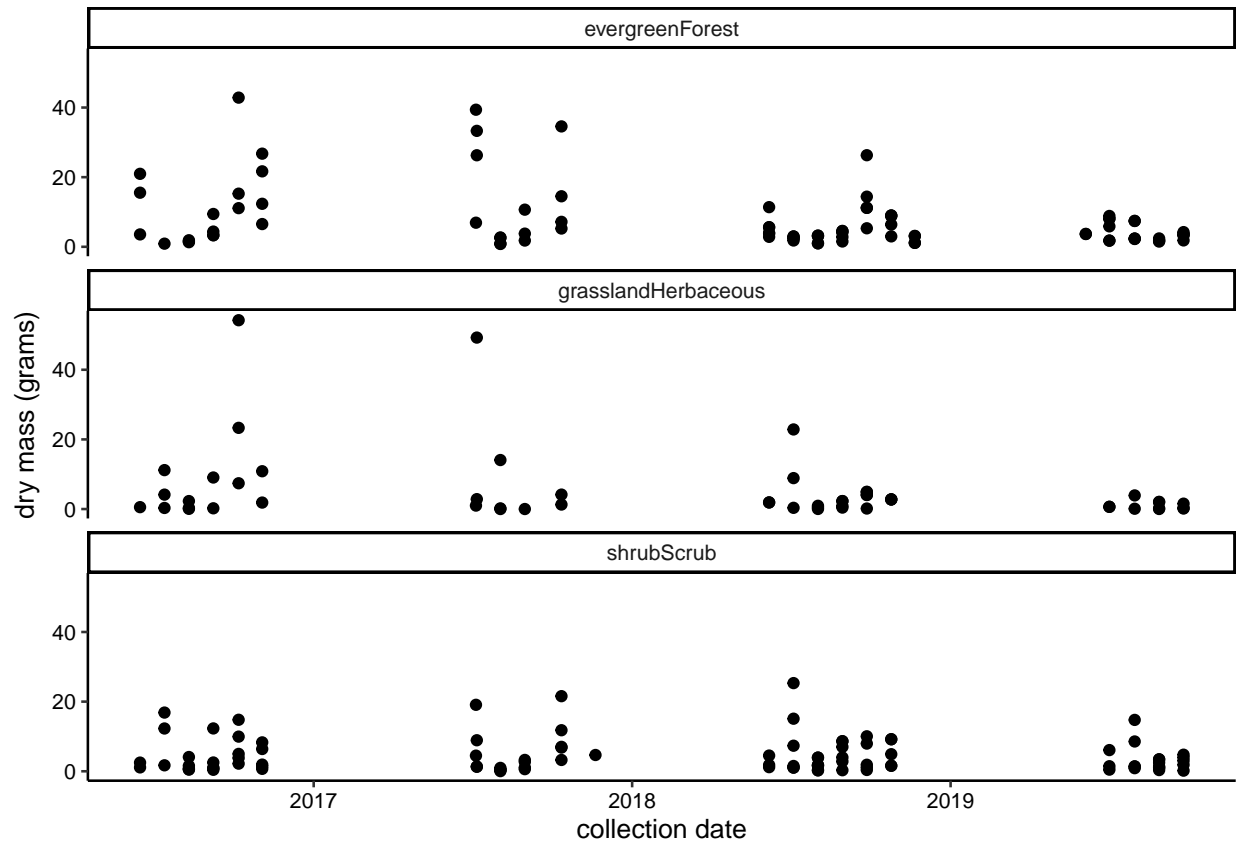 evergreenForest
40
20
0
grasslandHerbaceous
40
20
0
shrubScrub
40
20
0
dry mass (grams)
2017
2018
2019
collection date